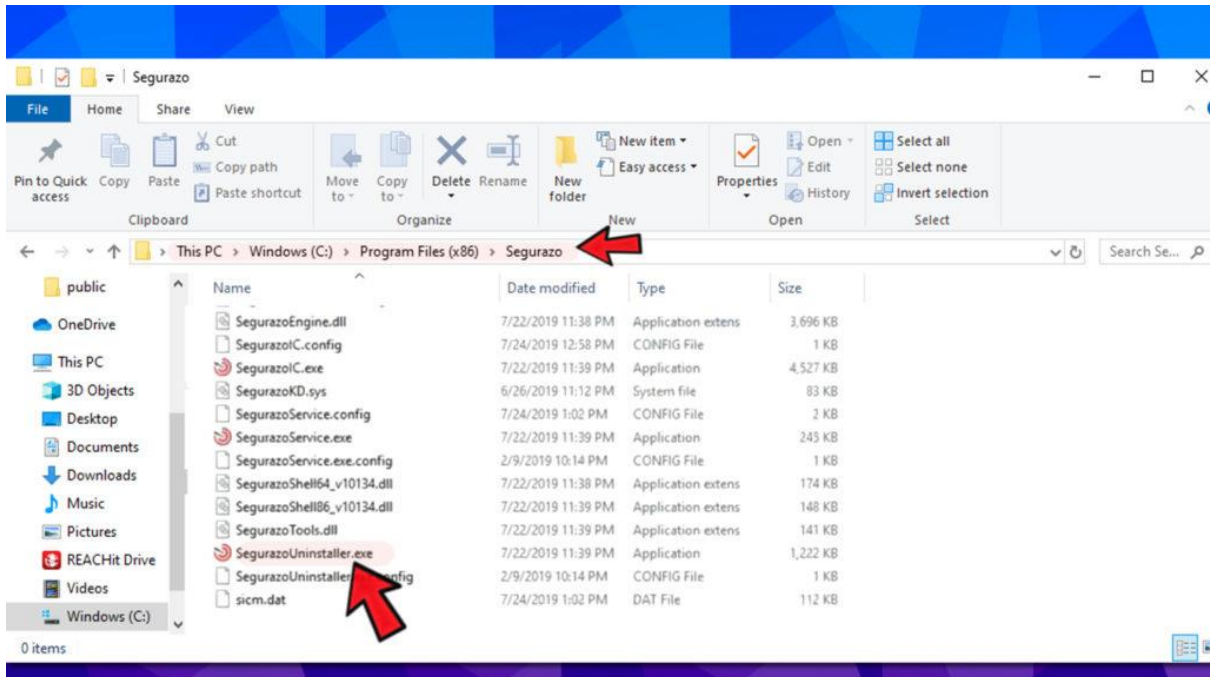 Segurazo
File Home Share View
Pin to Quick access
Copy
Paste
Cut
Copy path
Paste shortcut
Move to
Copy to
Delete
Rename
New folder
New item
Easy access
Properties
Open
Edit
History
Select all
Select none
Invert selection
Clipboard Organize New Open Select
This PC > Windows (C:) > Program Files (x86) > Segurazo
Search Se...
public
OneDrive
This PC
3D Objects
Desktop
Documents
Downloads
Music
Pictures
REACHit Drive
Videos
Windows (C:)
Name Date modified Type Size
SegurazoEngine.dll 7/22/2019 11:38 PM Application extens 3,696 KB
SegurazoIC.config 7/24/2019 12:58 PM CONFIG File 1 KB
SegurazoIC.exe 7/22/2019 11:39 PM Application 4,527 KB
SegurazoKD.sys 6/26/2019 11:12 PM System file 83 KB
SegurazoService.config 7/24/2019 1:02 PM CONFIG File 2 KB
SegurazoService.exe 7/22/2019 11:39 PM Application 245 KB
SegurazoService.exe.config 2/9/2019 10:14 PM CONFIG File 1 KB
SegurazoShell64_v10134.dll 7/22/2019 11:38 PM Application extens 174 KB
SegurazoShell86_v10134.dll 7/22/2019 11:39 PM Application extens 148 KB
SegurazoTools.dll 7/22/2019 11:39 PM Application extens 141 KB
SegurazoUninstaller.exe 7/22/2019 11:39 PM Application 1,222 KB
2/9/2019 10:14 PM CONFIG File 1 KB
sicm.dat 7/24/2019 1:02 PM DAT File 112 KB
0 items